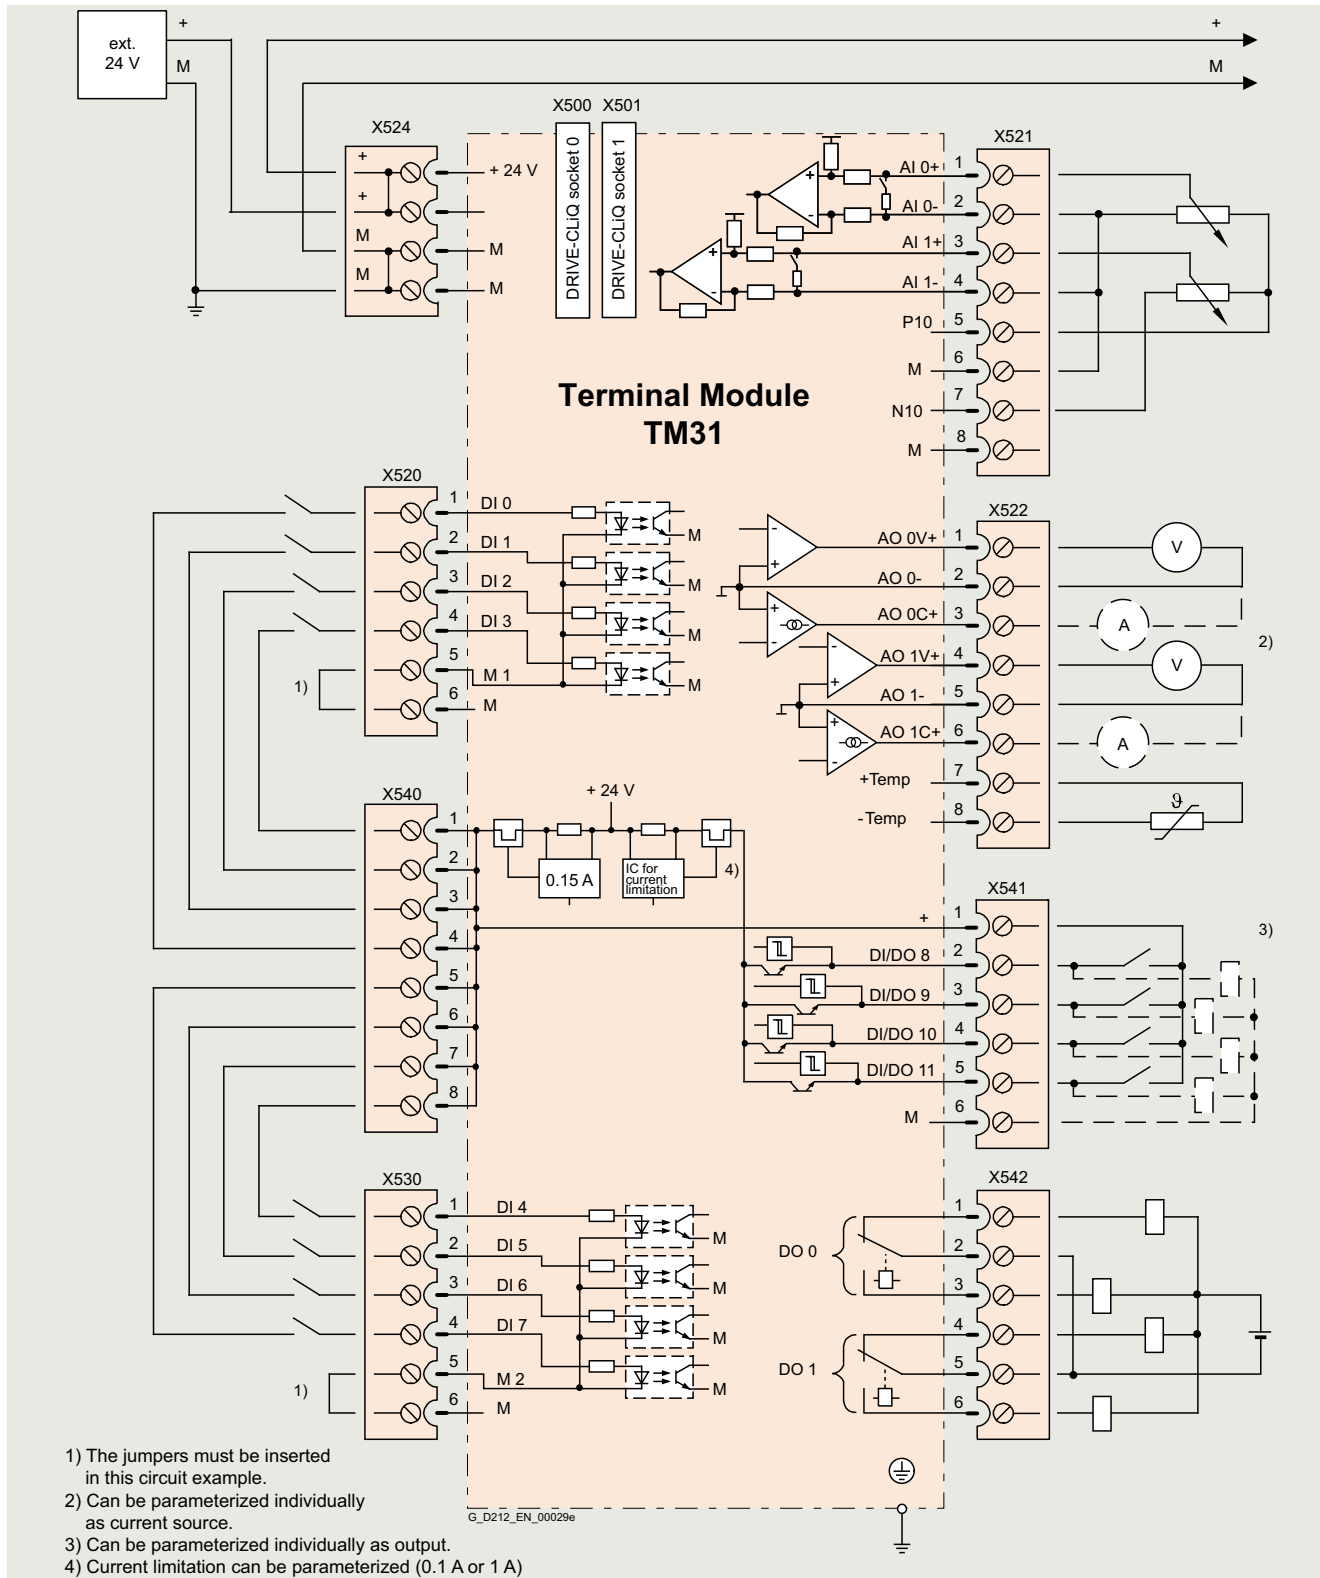 ext.
24 V
+
M
+
M
X500 X501
X524
+
+
M
M
+ 24 V
M
M
DRIVE-CLiQ socket 0
DRIVE-CLiQ socket 1
X521
AI 0+ 1
AI 0- 2
AI 1+ 3
AI 1- 4
P10 5
M 6
N10 7
M 8
+
-
+
-
Terminal Module
TM31
X520
1 DI 0
2 DI 1
3 DI 2
4 DI 3
5 M 1
6 M
M
M
M
M
1)
X522
AO 0V+ 1
AO 0- 2
AO 0C+ 3
AO 1V+ 4
AO 1- 5
AO 1C+ 6
+Temp 7
-Temp 8
-
+
+
-
-
+
+
-
V
A
V
A
2)
ϑ
X540
1
2
3
4
5
6
7
8
+ 24 V
0.15 A
IC for
current
limitation
4)
X541
+ 1
DI/DO 8 2
DI/DO 9 3
DI/DO 10 4
DI/DO 11 5
M 6
3)
X530
1 DI 4
2 DI 5
3 DI 6
4 DI 7
5 M 2
6 M
M
M
M
M
1)
X542
DO 0
DO 1
1
2
3
4
5
6
1) The jumpers must be inserted
in this circuit example.
2) Can be parameterized individually
as current source.
3) Can be parameterized individually as output.
4) Current limitation can be parameterized (0.1 A or 1 A)
G_D212_EN_00029e